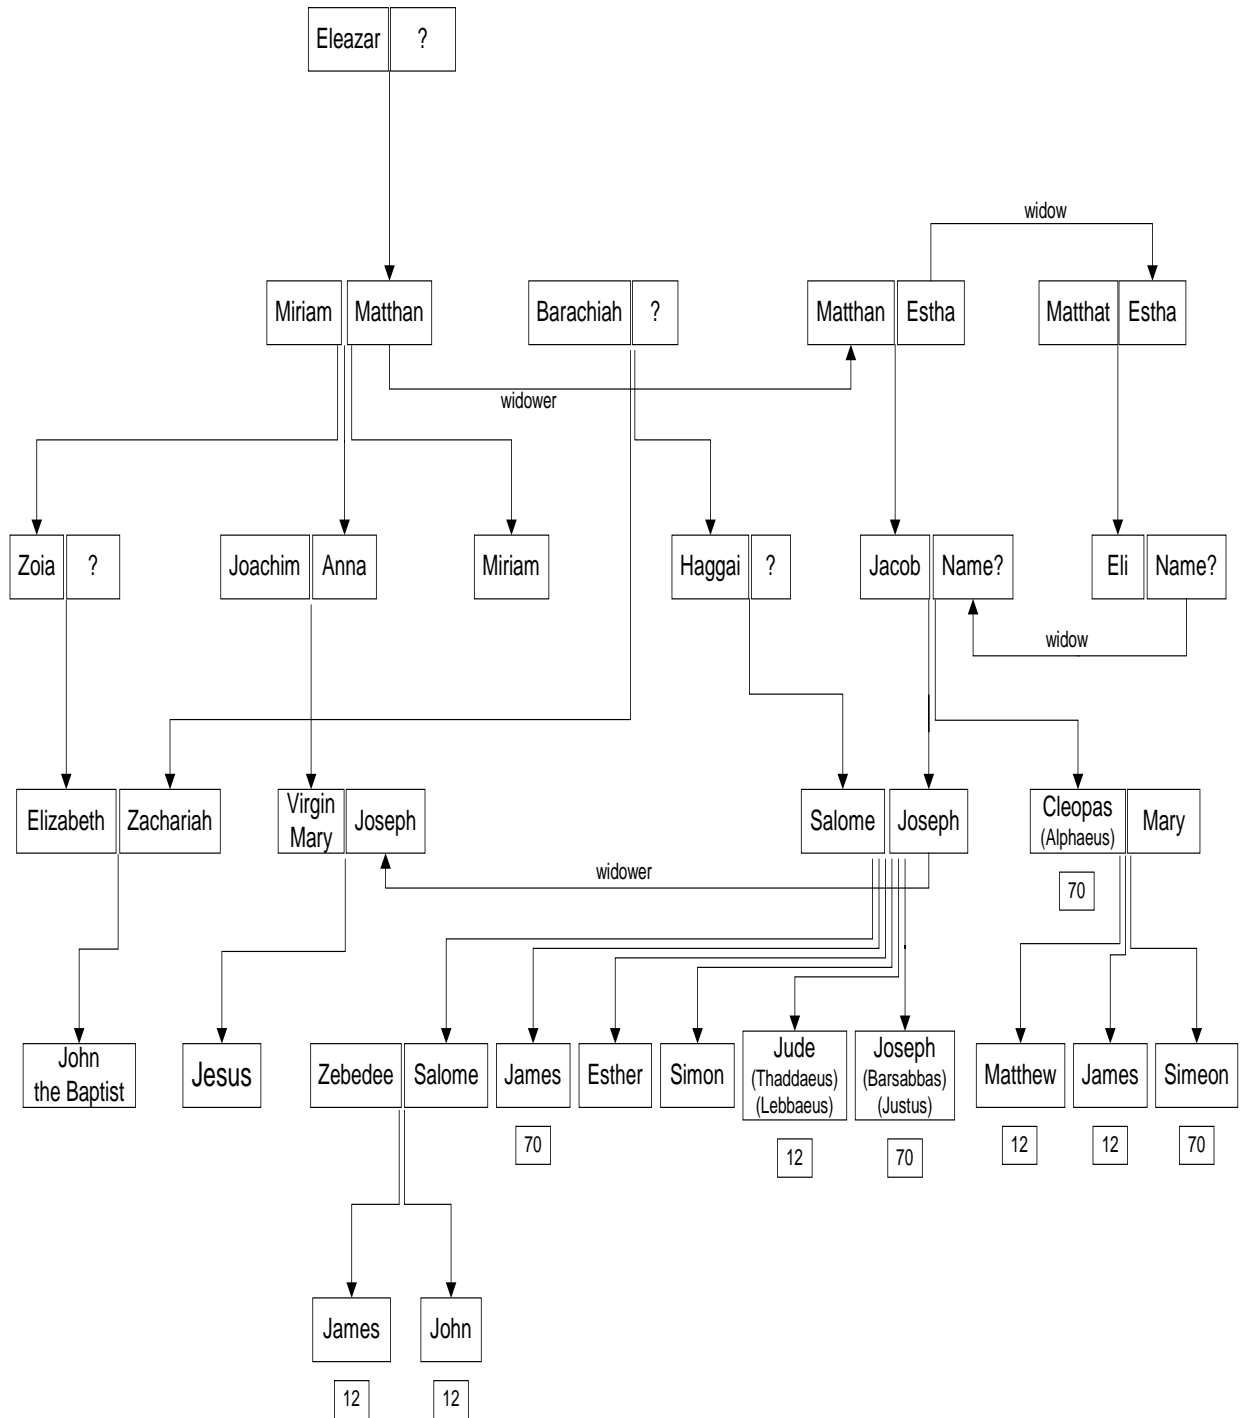 Eleazar
?
widow
Miriam
Matthan
Barachiah
?
Matthan
Estha
Matthat
Estha
widower
Zoia
?
Joachim
Anna
Miriam
Haggai
?
Jacob
Name?
Eli
Name?
widow
Elizabeth
Zachariah
Virgin
Mary
Joseph
Salome
Joseph
Cleopas
(Alphaeus)
Mary
widower
70
John
the Baptist
Jesus
Zebedee
Salome
James
Esther
Simon
Jude
(Thaddaeus)
(Lebbaeus)
Joseph
(Barsabbas)
(Justus)
Matthew
James
Simeon
70
12
70
12
12
70
James
John
12
12